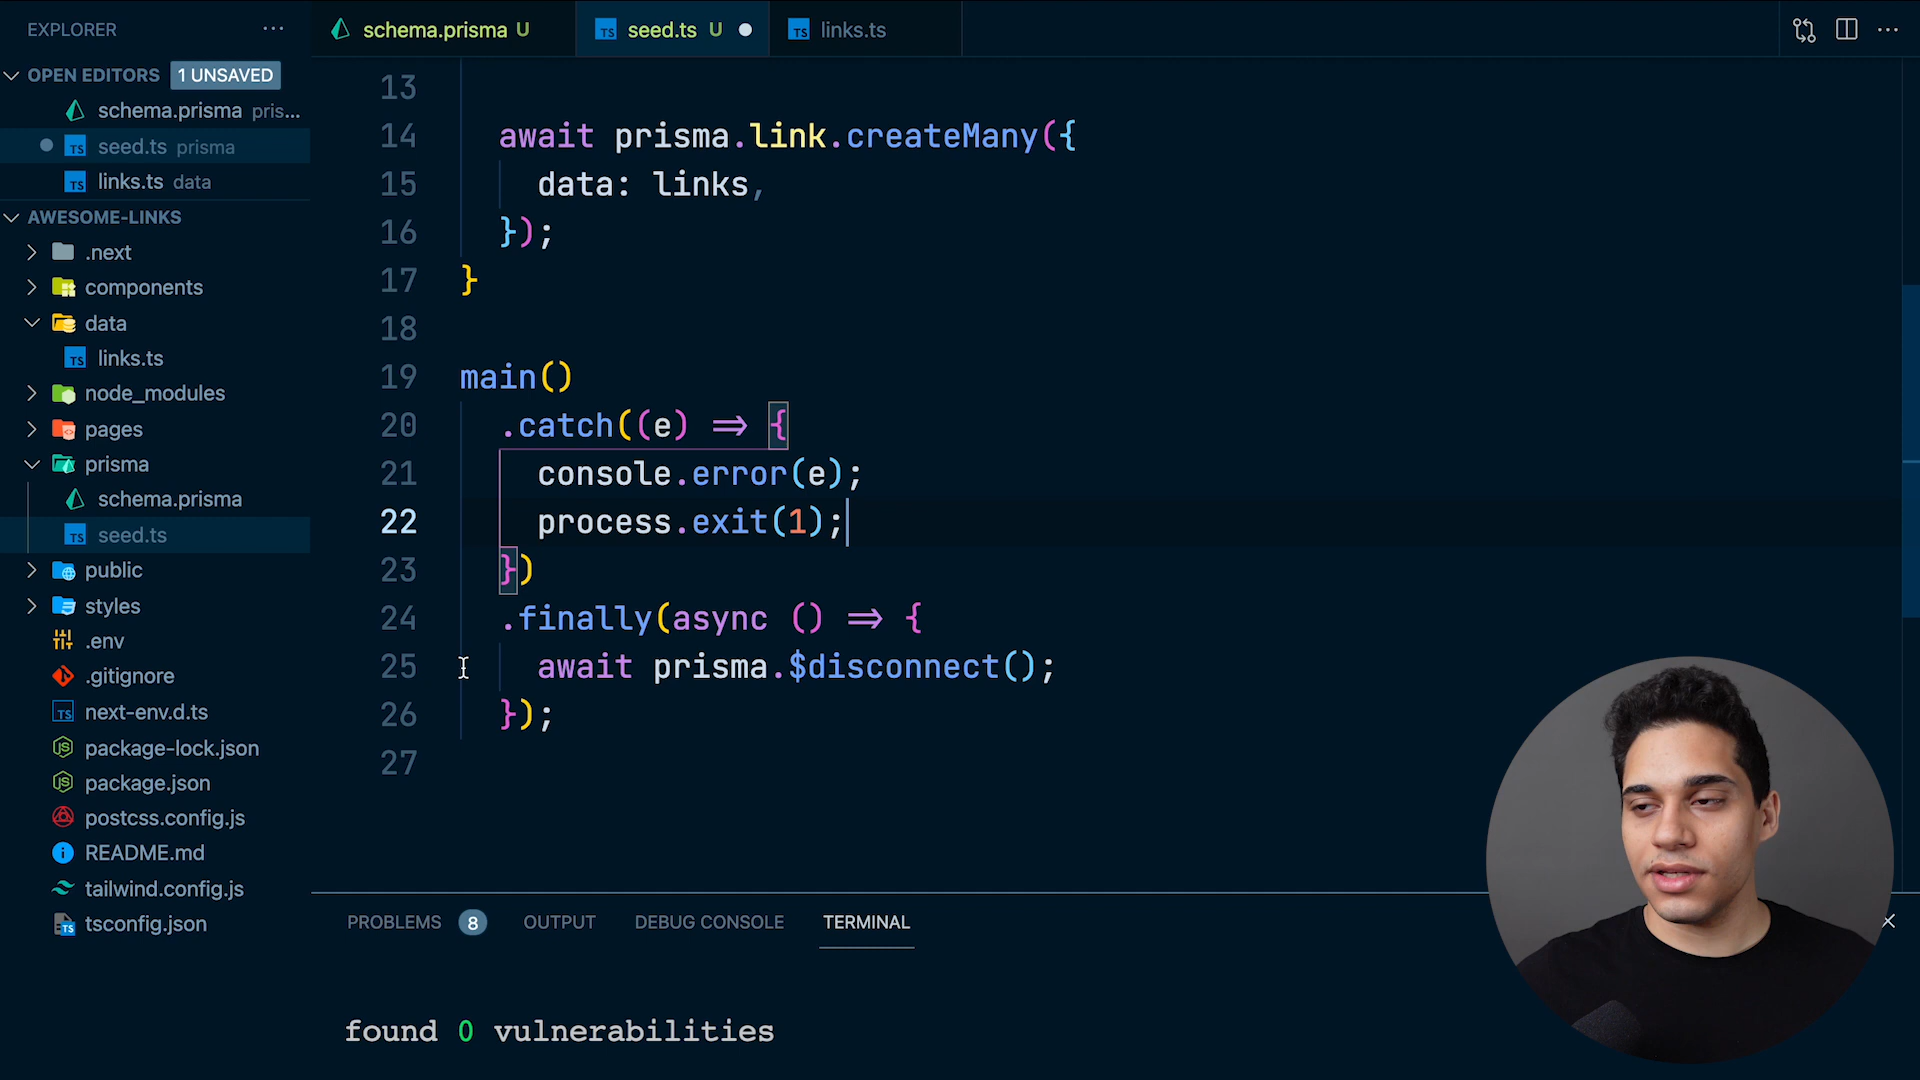 EXPLORER
OPEN EDITORS 1 UNSAVED
schema.prisma pris...
seed.ts prisma
links.ts data
AWESOME-LINKS
.next
components
data
links.ts
node_modules
pages
prisma
schema.prisma
seed.ts
public
styles
.env
.gitignore
next-env.d.ts
package-lock.json
package.json
postcss.config.js
README.md
tailwind.config.js
tsconfig.json
schema.prisma U
seed.ts U
links.ts
13
14 await prisma.link.createMany({
15 data: links,
16 });
17 }
18
19 main()
20 .catch((e) => {
21 console.error(e);
22 process.exit(1);
23 })
24 .finally(async () => {
25 await prisma.$disconnect();
26 });
27
PROBLEMS 8 OUTPUT DEBUG CONSOLE TERMINAL
found 0 vulnerabilities